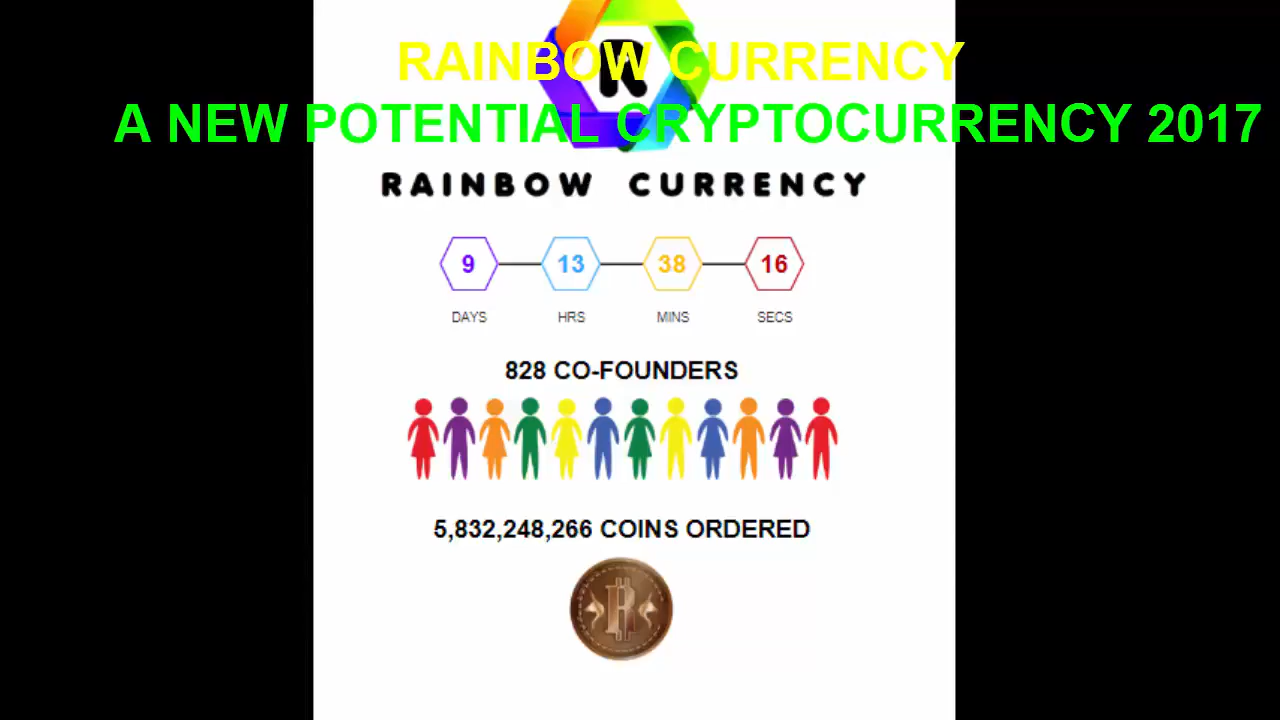 RAINBOW CURRENCY
A NEW POTENTIAL CRYPTOCURRENCY 2017
R
RAINBOW CURRENCY
9 13 38 16
DAYS HRS MINS SECS
828 CO-FOUNDERS
5,832,248,266 COINS ORDERED